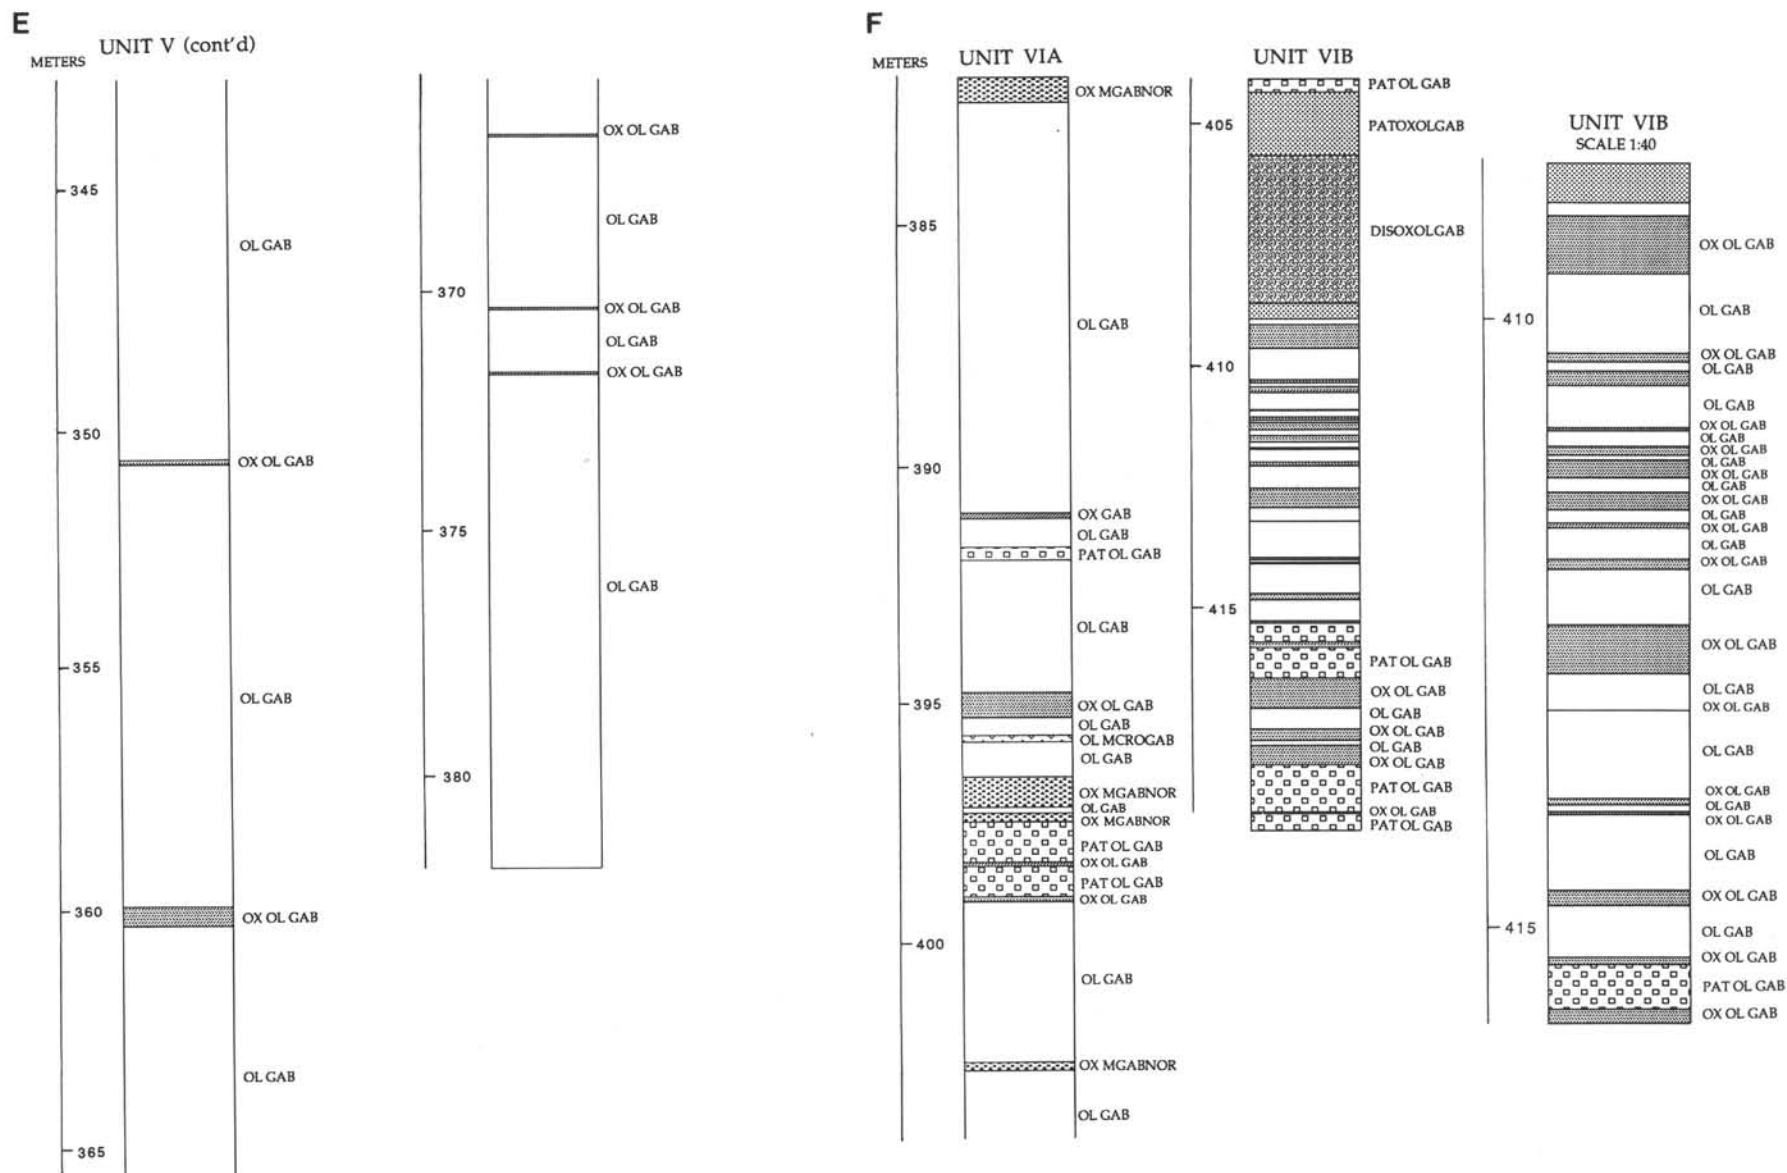 E
UNIT V (cont'd)
METERS
345
350
355
360
365
OL GAB
OX OL GAB
OL GAB
OX OL GAB
OL GAB
370
375
380
OX OL GAB
OL GAB
OX OL GAB
OL GAB
OX OL GAB
OL GAB
F
METERS
UNIT VIA
385
390
395
400
OX MGABNOR
OL GAB
OX GAB
OL GAB
PAT OL GAB
OL GAB
OX OL GAB
OL GAB
OL MCROGAB
OL GAB
OX MGABNOR
OL GAB
OX MGABNOR
PAT OL GAB
OX OL GAB
PAT OL GAB
OX OL GAB
OL GAB
OX MGABNOR
OL GAB
UNIT VIB
405
410
415
PAT OL GAB
PATOXOLGAB
DISOXOLGAB
PAT OL GAB
OX OL GAB
OL GAB
OX OL GAB
OL GAB
OX OL GAB
PAT OL GAB
OX OL GAB
PAT OL GAB
UNIT VIB
SCALE 1:40
410
415
OX OL GAB
OL GAB
OX OL GAB
OL GAB
OL GAB
OX OL GAB
OL GAB
OX OL GAB
OL GAB
OX OL GAB
OL GAB
OX OL GAB
OL GAB
OX OL GAB
OL GAB
OX OL GAB
OL GAB
OX OL GAB
OL GAB
OX OL GAB
OL GAB
OX OL GAB
OL GAB
OX OL GAB
OL GAB
OX OL GAB
OL GAB
OX OL GAB
PAT OL GAB
OX OL GAB